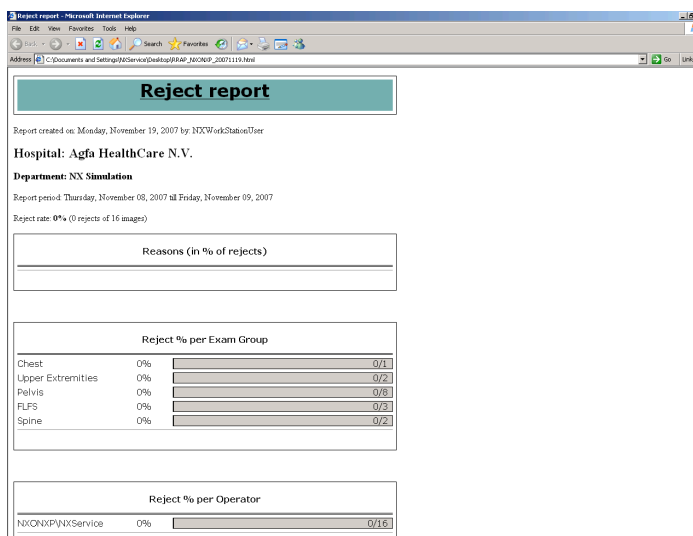 Reject report - Microsoft Internet Explorer
File Edit View Favorites Tools Help
Back Search Favorites
Address C:\Documents and Settings\NXService\Desktop\RRAP_NXONXP_20071119.html Go Link
Reject report
Report created on: Monday, November 19, 2007 by: NXWorkStationUser
Hospital: Agfa HealthCare N.V.
Department: NX Simulation
Report period: Thursday, November 08, 2007 till Friday, November 09, 2007
Reject rate: 0% (0 rejects of 16 images)
Reasons (in % of rejects)
Reject % per Exam Group
Chest 0% 0/1
Upper Extremities 0% 0/2
Pelvis 0% 0/8
FLFS 0% 0/3
Spine 0% 0/2
Reject % per Operator
NXONXP\NXService 0% 0/16